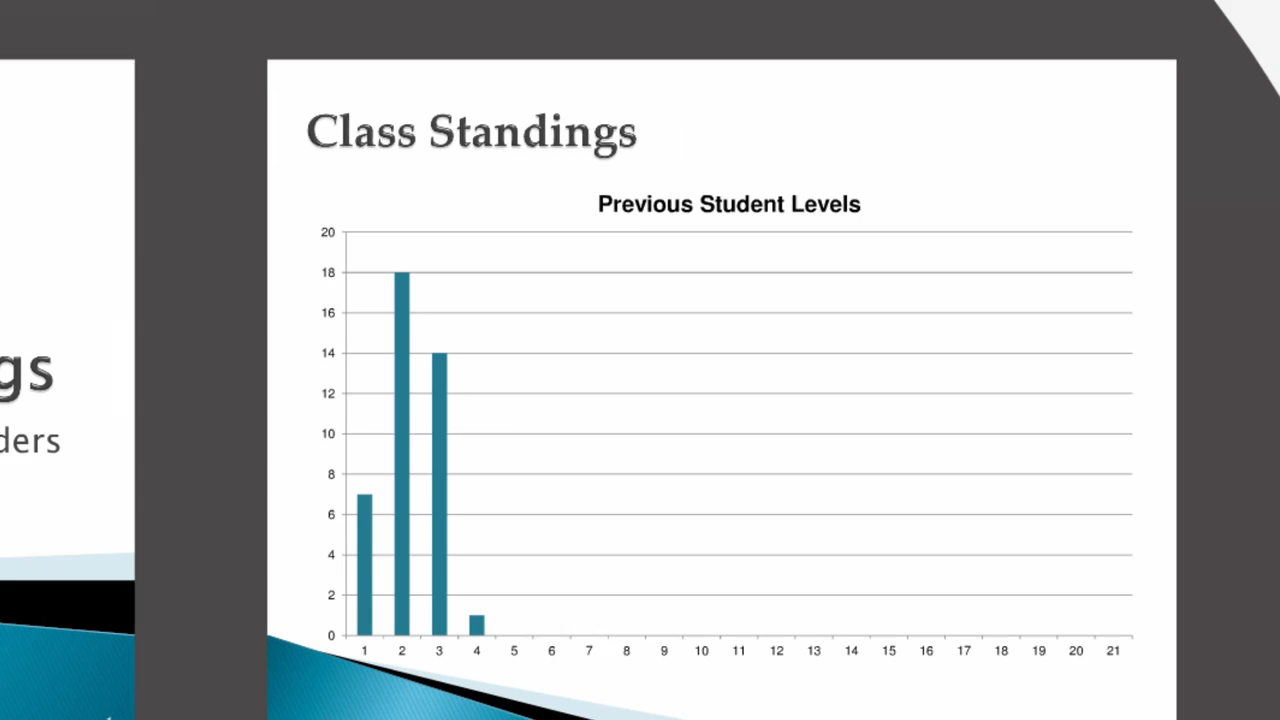 gs
ders
Class Standings
Previous Student Levels
20
18
16
14
12
10
8
6
4
2
0
1 2 3 4 5 6 7 8 9 10 11 12 13 14 15 16 17 18 19 20 21